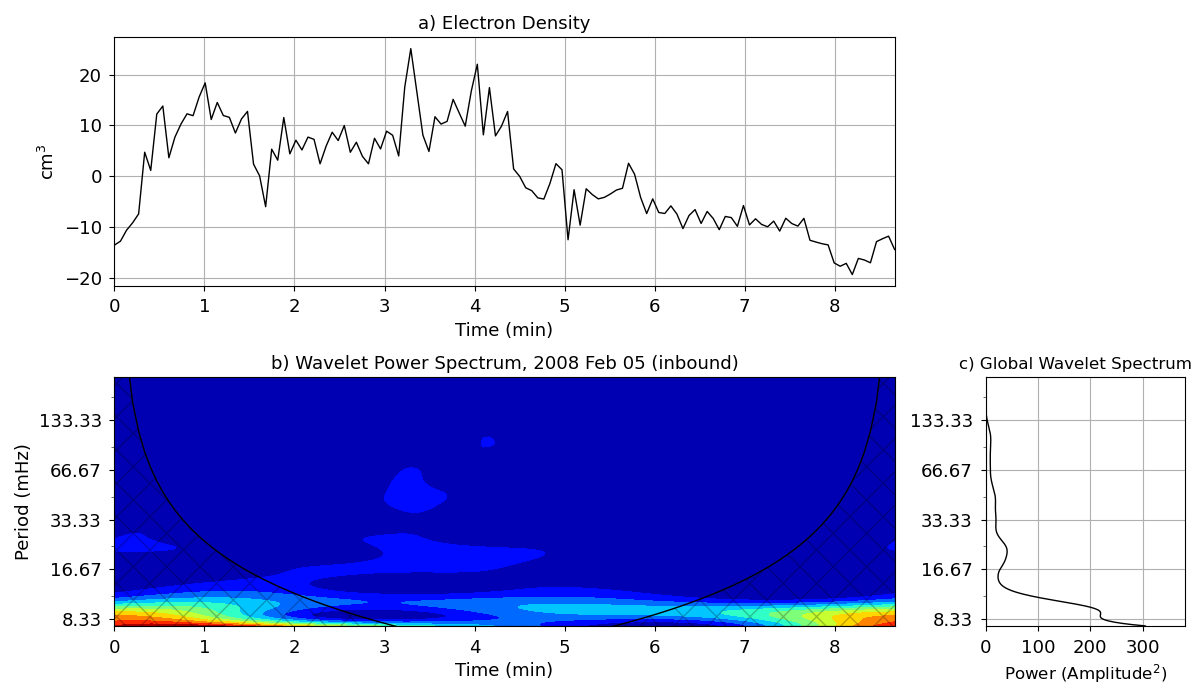 a) Electron Density
20
10
0
−10
−20
cm³
0 1 2 3 4 5 6 7 8
Time (min)
b) Wavelet Power Spectrum, 2008 Feb 05 (inbound)
133.33
66.67
33.33
16.67
8.33
Period (mHz)
0 1 2 3 4 5 6 7 8
Time (min)
c) Global Wavelet Spectrum
133.33
66.67
33.33
16.67
8.33
0 100 200 300
Power (Amplitude²)